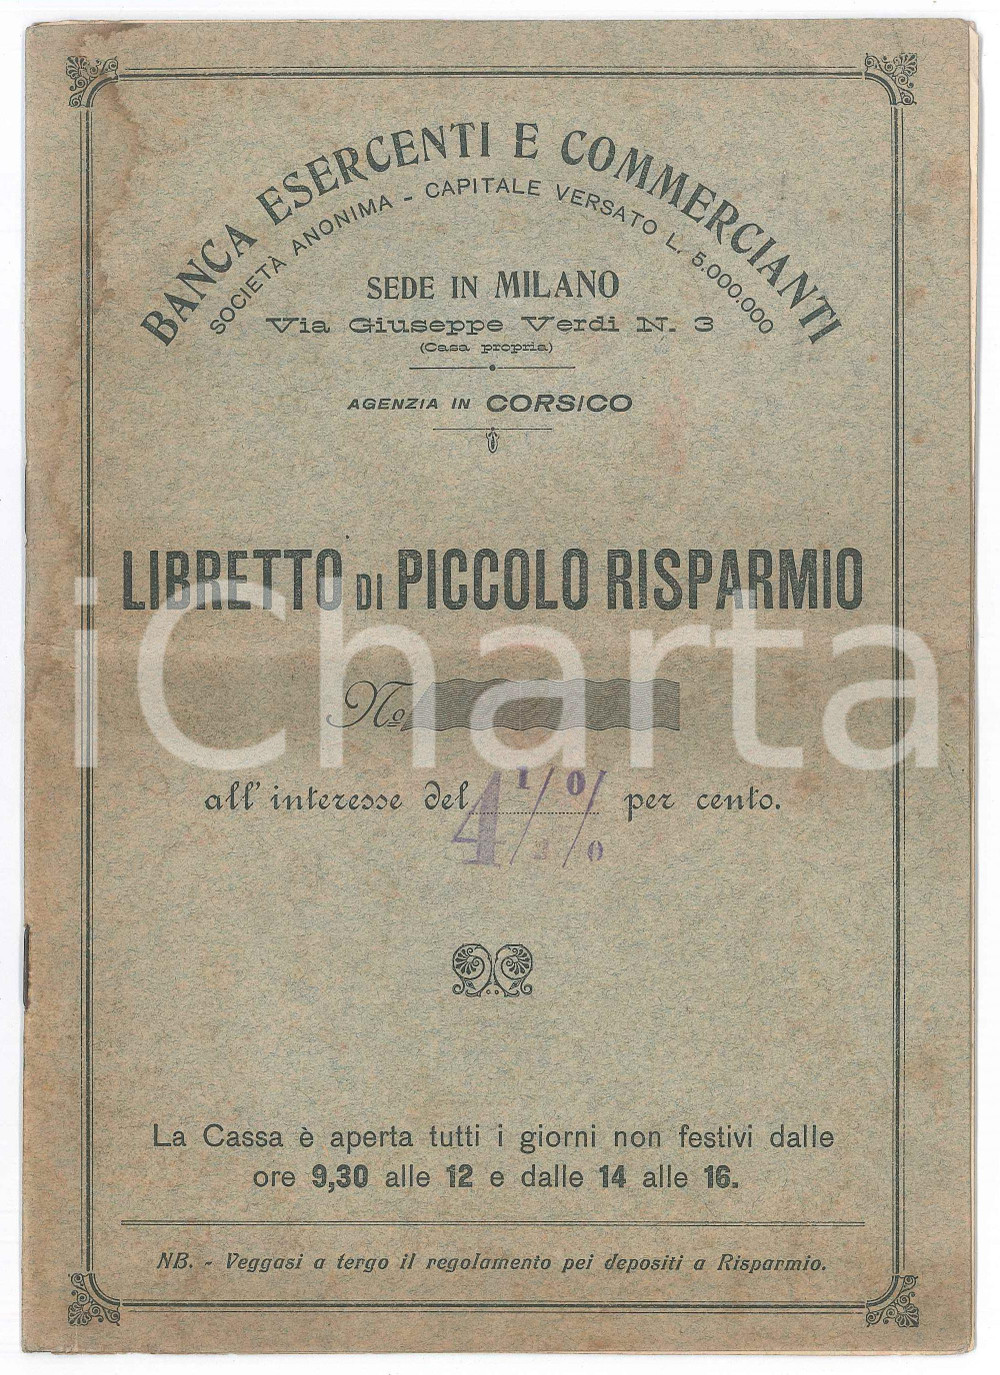 BANCA ESERCENTI E COMMERCIANTI
SOCIETÀ ANONIMA - CAPITALE VERSATO L. 5.000.000
SEDE IN MILANO
Via Giuseppe Verdi N. 3
(Casa propria)
AGENZIA IN CORSICO
LIBRETTO DI PICCOLO RISPARMIO
iCharta
Nº
all' interesse del 4 1/2 0/0 per cento.
La Cassa è aperta tutti i giorni non festivi dalle
ore 9,30 alle 12 e dalle 14 alle 16.
NB. - Veggasi a tergo il regolamento pei depositi a Risparmio.